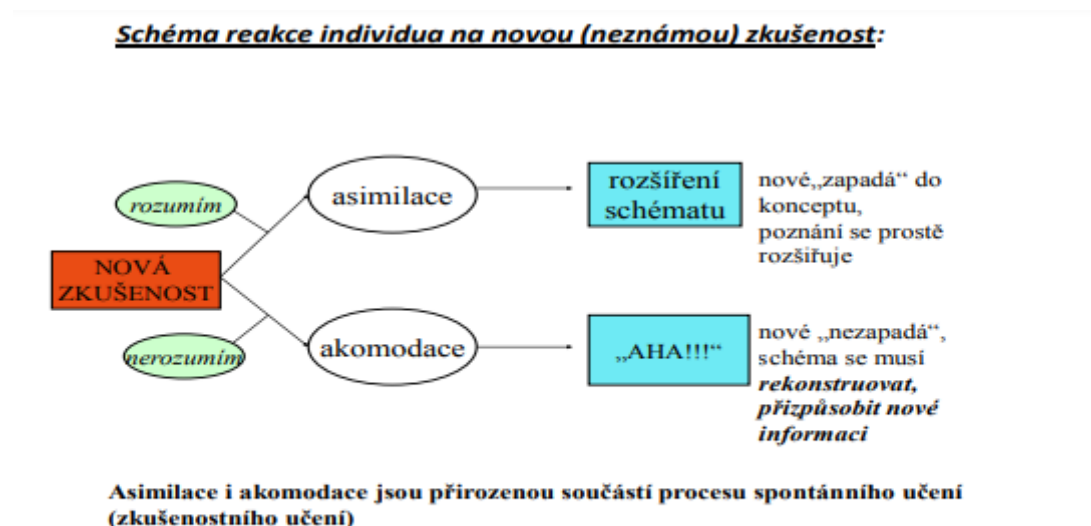 Schéma reakce individua na novou (neznámou) zkušenost:
rozumím
asimilace
rozšíření
schématu
nové„zapadá“ do
konceptu,
poznání se prostě
rozšiřuje
NOVÁ
ZKUŠENOST
nerozumím
akomodace
„AHA!!!“
nové „nezapadá“,
schéma se musí
rekonstruovat,
přizpůsobit nové
informaci
Asimilace i akomodace jsou přirozenou součástí procesu spontánního učení
(zkušenostního učení)